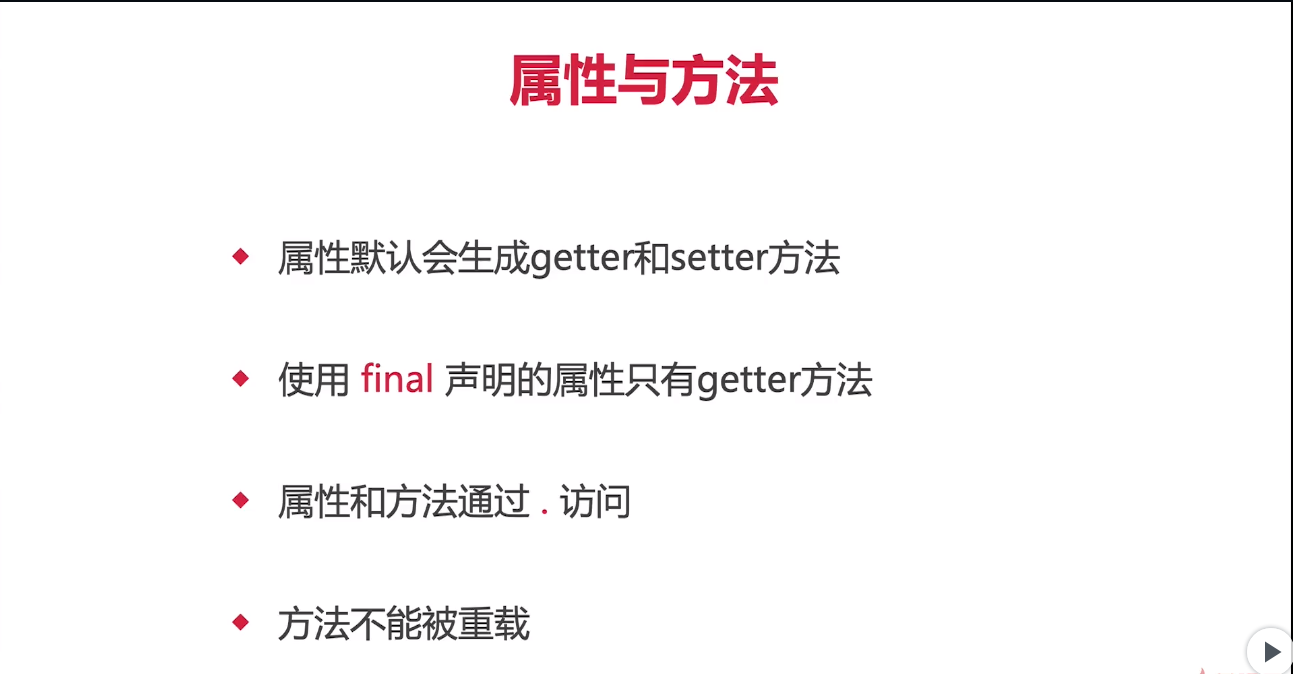 属性与方法
属性默认会生成getter和setter方法
使用 final 声明的属性只有getter方法
属性和方法通过 . 访问
方法不能被重载